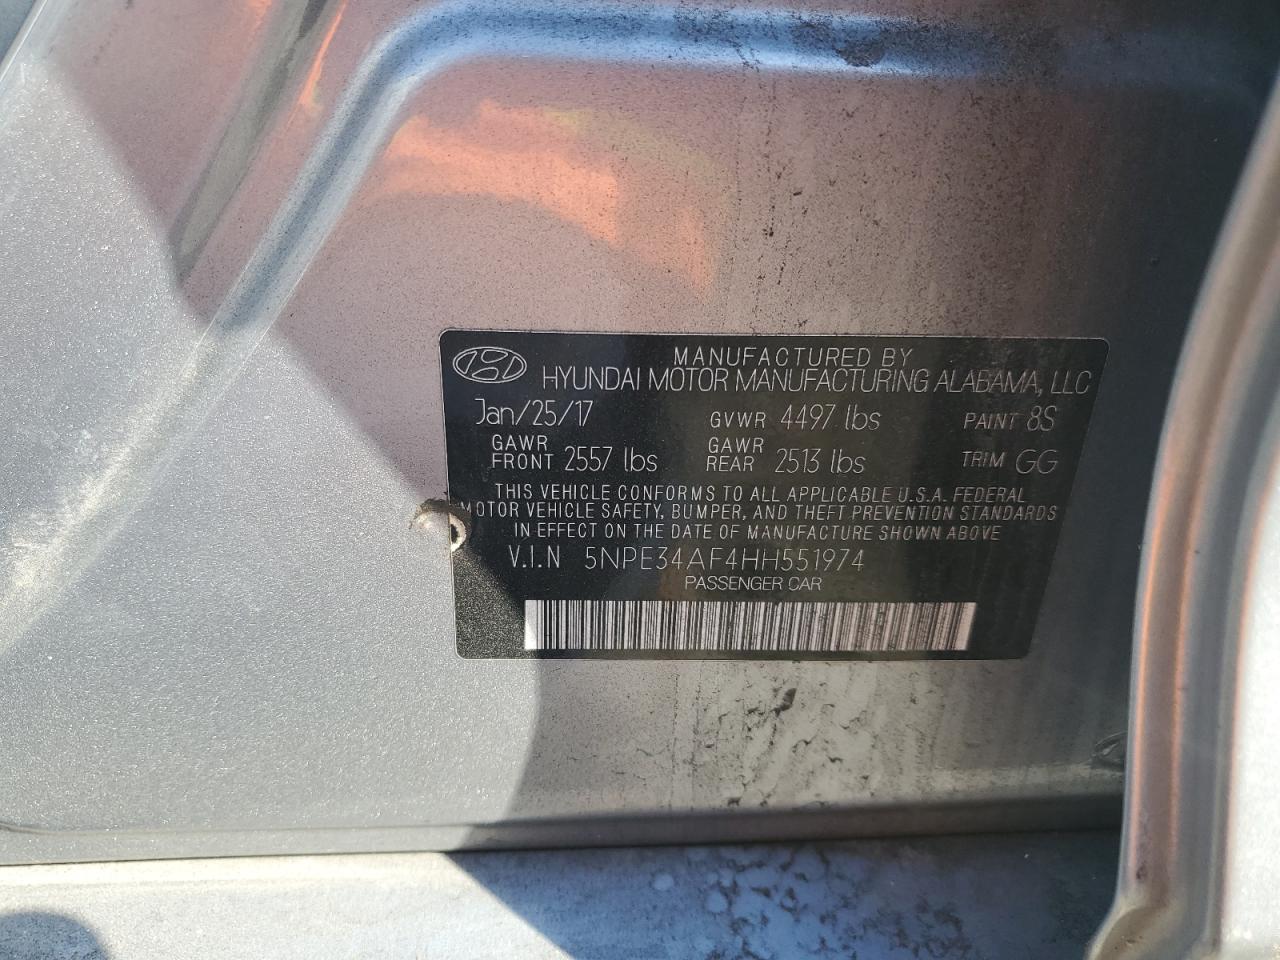 MANUFACTURED BY
HYUNDAI MOTOR MANUFACTURING ALABAMA, LLC
Jan/25/17 GVWR 4497 lbs PAINT 8S
GAWR FRONT 2557 lbs GAWR REAR 2513 lbs TRIM GG
THIS VEHICLE CONFORMS TO ALL APPLICABLE U.S.A. FEDERAL
MOTOR VEHICLE SAFETY, BUMPER, AND THEFT PREVENTION STANDARDS
IN EFFECT ON THE DATE OF MANUFACTURE SHOWN ABOVE
V.I.N 5NPE34AF4HH551974
PASSENGER CAR